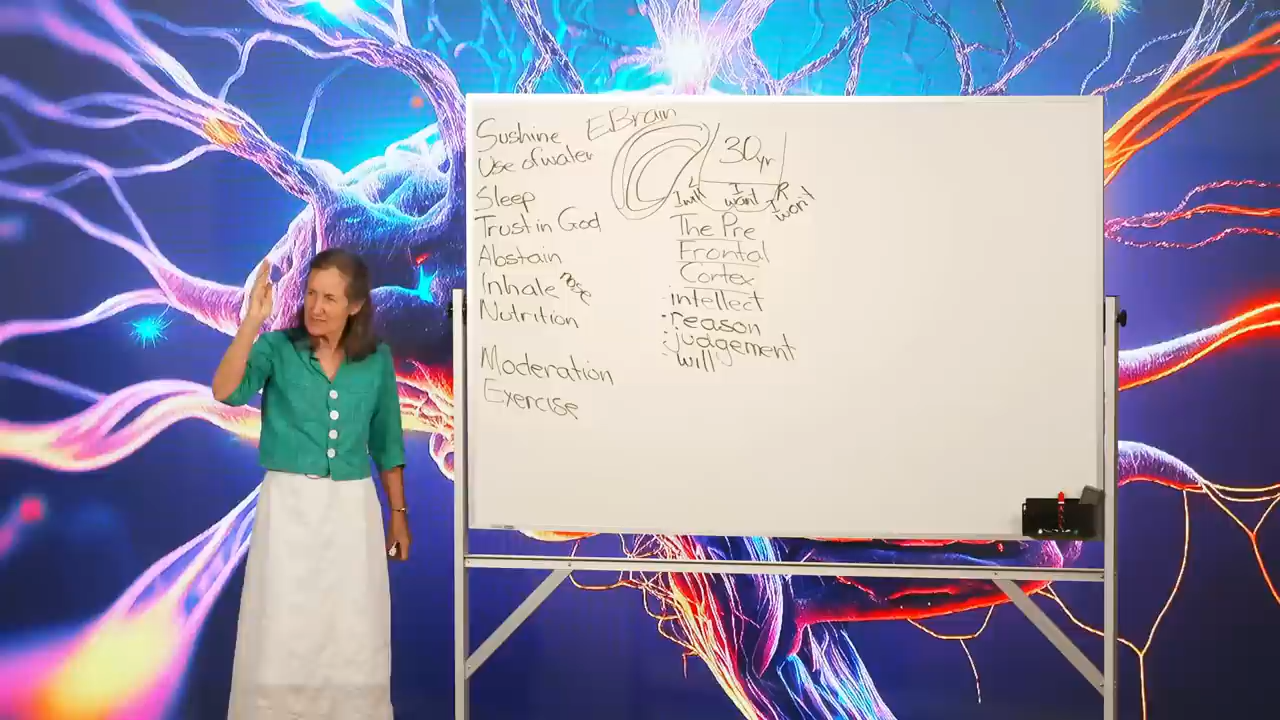 Sushine
Use of water
Sleep
Trust in God
Abstain
Inhale nose
Nutrition
Moderation
Exercise
EBrain
30yr
I will
I want
I won't
The Pre
Frontal
Cortex
·intellect
·reason
·judgement
·will